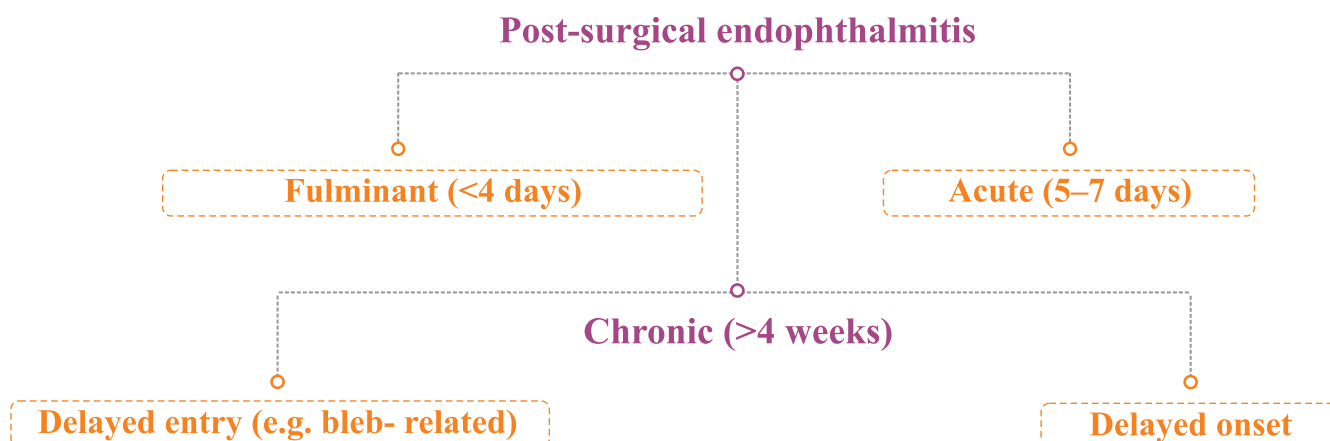 Post-surgical endophthalmitis
Fulminant (<4 days)
Acute (5–7 days)
Chronic (>4 weeks)
Delayed entry (e.g. bleb- related)
Delayed onset